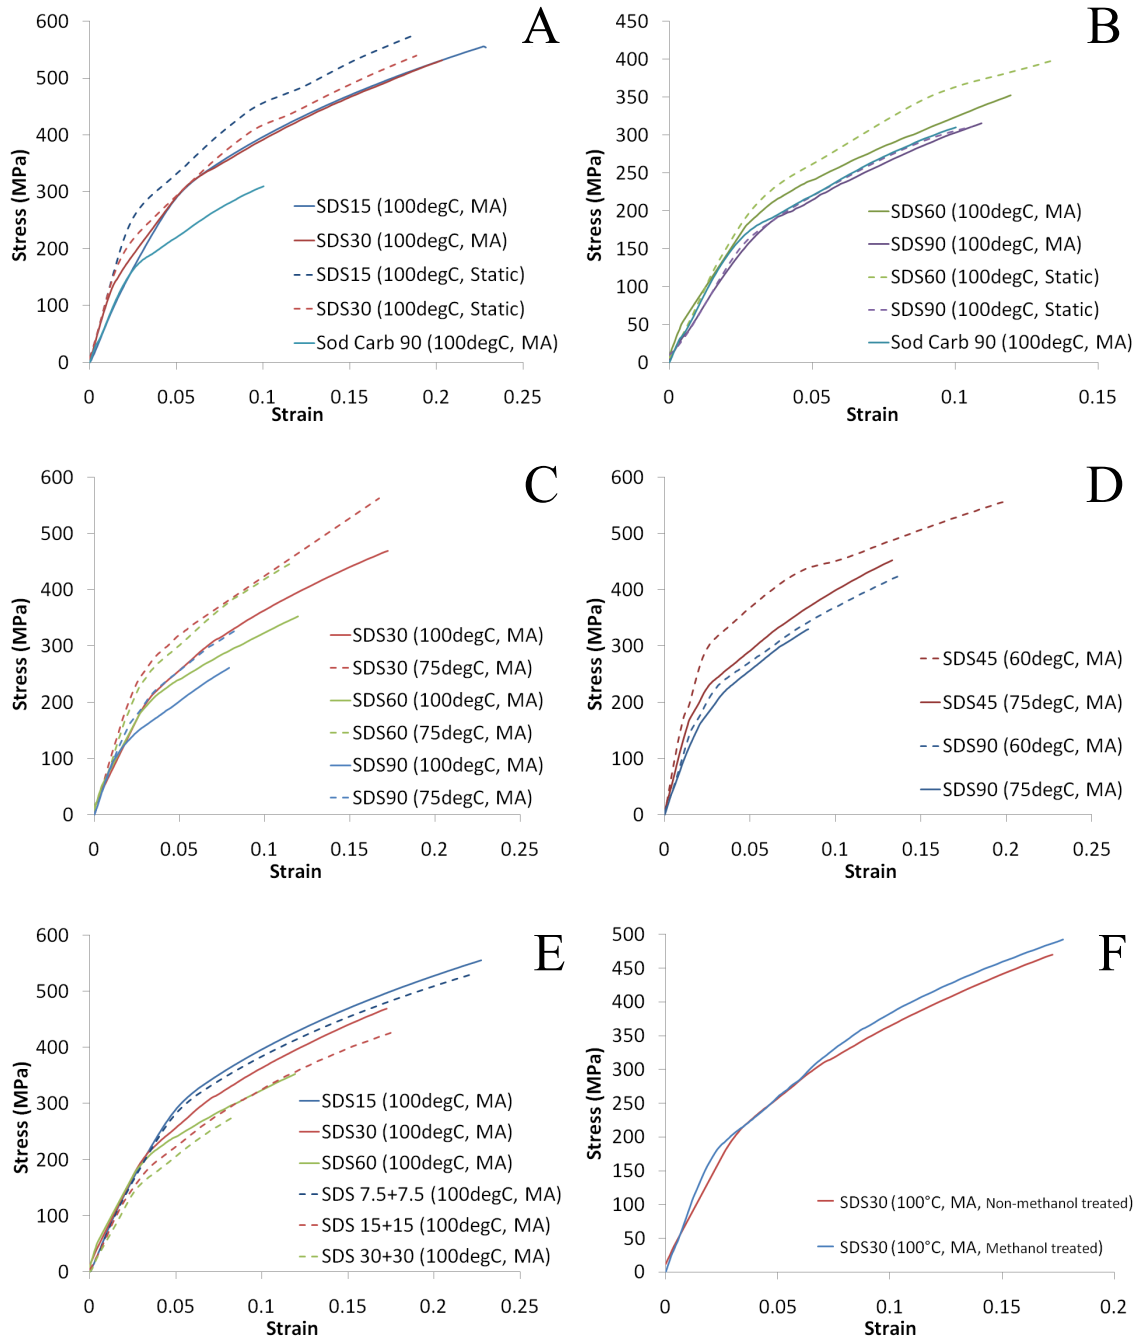 A
600
500
400
300
200
100
0
Stress (MPa)
0 0.05 0.1 0.15 0.2 0.25
Strain
SDS15 (100degC, MA)
SDS30 (100degC, MA)
SDS15 (100degC, Static)
SDS30 (100degC, Static)
Sod Carb 90 (100degC, MA)
B
450
400
350
300
250
200
150
100
50
0
Stress (MPa)
0 0.05 0.1 0.15
Strain
SDS60 (100degC, MA)
SDS90 (100degC, MA)
SDS60 (100degC, Static)
SDS90 (100degC, Static)
Sod Carb 90 (100degC, MA)
C
600
500
400
300
200
100
0
Stress (MPa)
0 0.05 0.1 0.15 0.2 0.25
Strain
SDS30 (100degC, MA)
SDS30 (75degC, MA)
SDS60 (100degC, MA)
SDS60 (75degC, MA)
SDS90 (100degC, MA)
SDS90 (75degC, MA)
D
600
500
400
300
200
100
0
Stress (MPa)
0 0.05 0.1 0.15 0.2 0.25
Strain
SDS45 (60degC, MA)
SDS45 (75degC, MA)
SDS90 (60degC, MA)
SDS90 (75degC, MA)
E
600
500
400
300
200
100
0
Stress (MPa)
0 0.05 0.1 0.15 0.2 0.25
Strain
SDS15 (100degC, MA)
SDS30 (100degC, MA)
SDS60 (100degC, MA)
SDS 7.5+7.5 (100degC, MA)
SDS 15+15 (100degC, MA)
SDS 30+30 (100degC, MA)
F
500
450
400
350
300
250
200
150
100
50
0
Stress (MPa)
0 0.05 0.1 0.15 0.2
Strain
SDS30 (100°C, MA, Non-methanol treated)
SDS30 (100°C, MA, Methanol treated)